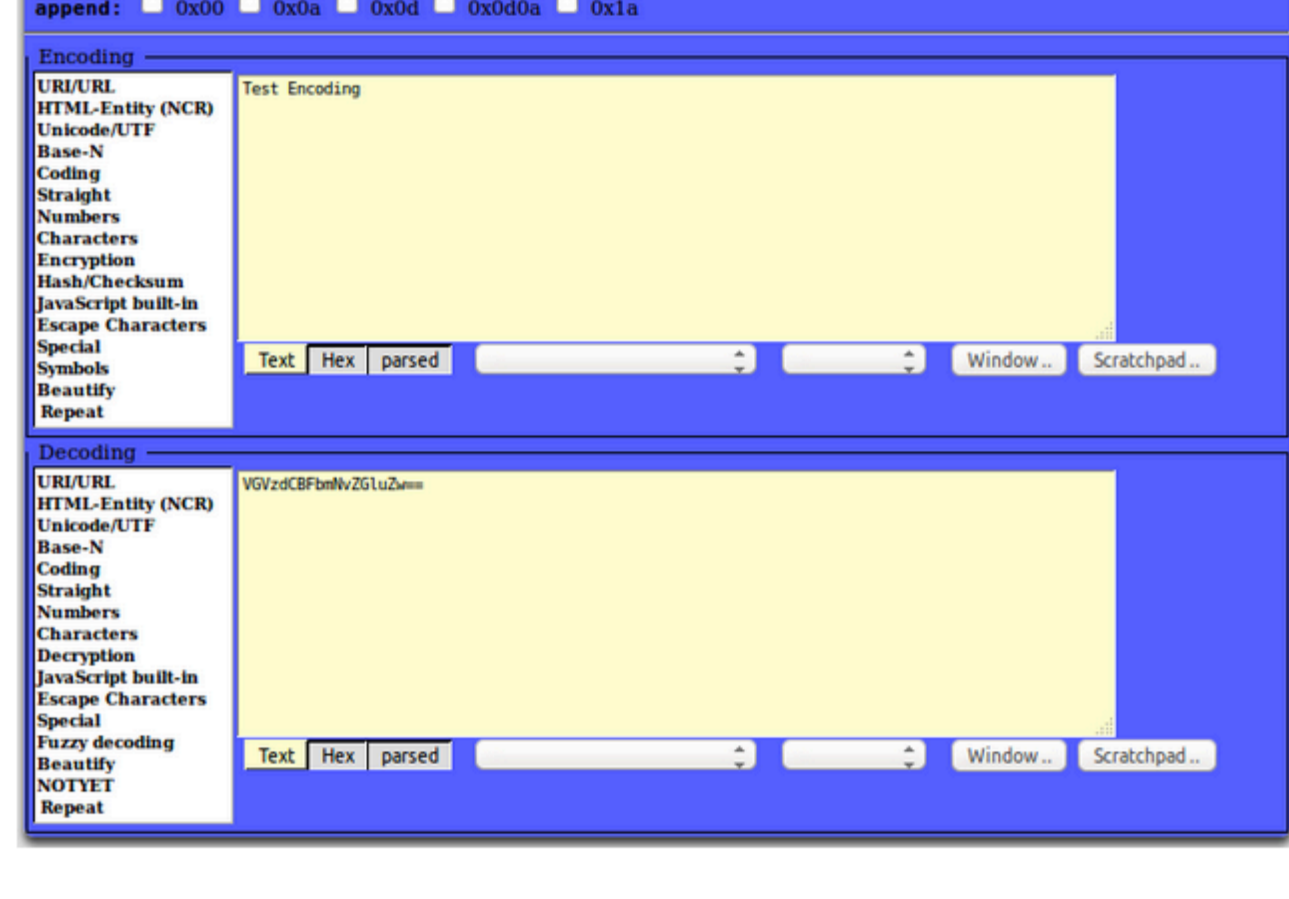 append: 0x00 0x0a 0x0d 0x0d0a 0x1a
Encoding
URI/URL
HTML-Entity (NCR)
Unicode/UTF
Base-N
Coding
Straight
Numbers
Characters
Encryption
Hash/Checksum
JavaScript built-in
Escape Characters
Special
Symbols
Beautify
Repeat
Test Encoding
Text Hex parsed Window.. Scratchpad..
Decoding
URI/URL
HTML-Entity (NCR)
Unicode/UTF
Base-N
Coding
Straight
Numbers
Characters
Decryption
JavaScript built-in
Escape Characters
Special
Fuzzy decoding
Beautify
NOTYET
Repeat
VGVzdCBFbmNvZGluZw==
Text Hex parsed Window.. Scratchpad..